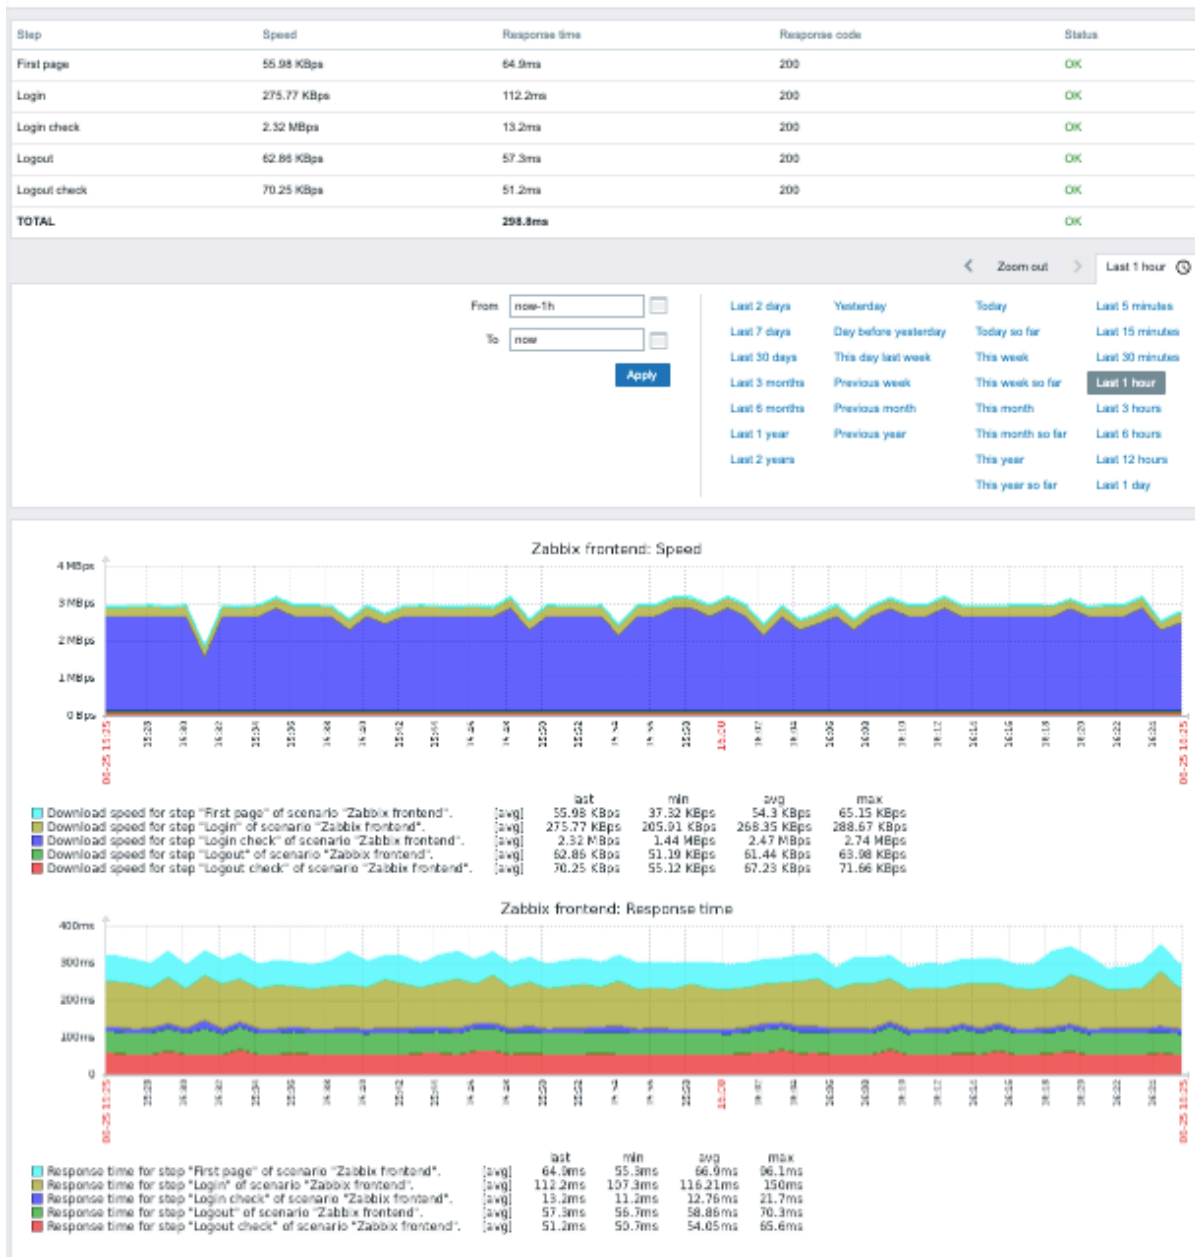 Step Speed Response time Response code Status
First page 55.98 KBps 64.9ms 200 OK
Login 275.77 KBps 112.2ms 200 OK
Login check 2.32 MBps 13.2ms 200 OK
Logout 62.86 KBps 57.3ms 200 OK
Logout check 70.25 KBps 51.2ms 200 OK
TOTAL 298.8ms OK
Zoom out Last 1 hour
From now-1h
To now
Apply
Last 2 days Yesterday Today Last 5 minutes
Last 7 days Day before yesterday Today so far Last 15 minutes
Last 30 days This day last week This week Last 30 minutes
Last 3 months Previous week This week so far Last 1 hour
Last 6 months Previous month This month Last 3 hours
Last 1 year Previous year This month so far Last 6 hours
Last 2 years This year Last 12 hours
This year so far Last 1 day
Zabbix frontend: Speed
4 MBps
3 MBps
2 MBps
1 MBps
0 Bps
last min avg max
Download speed for step "First page" of scenario "Zabbix frontend". [avg] 55.98 KBps 37.32 KBps 54.3 KBps 65.15 KBps
Download speed for step "Login" of scenario "Zabbix frontend". [avg] 275.77 KBps 205.91 KBps 268.35 KBps 288.67 KBps
Download speed for step "Login check" of scenario "Zabbix frontend". [avg] 2.32 MBps 1.44 MBps 2.47 MBps 2.74 MBps
Download speed for step "Logout" of scenario "Zabbix frontend". [avg] 62.86 KBps 51.19 KBps 61.44 KBps 63.98 KBps
Download speed for step "Logout check" of scenario "Zabbix frontend". [avg] 70.25 KBps 55.12 KBps 67.23 KBps 71.66 KBps
Zabbix frontend: Response time
400ms
300ms
200ms
100ms
0
last min avg max
Response time for step "First page" of scenario "Zabbix frontend". [avg] 64.9ms 55.3ms 66.9ms 96.1ms
Response time for step "Login" of scenario "Zabbix frontend". [avg] 112.2ms 107.3ms 116.21ms 150ms
Response time for step "Login check" of scenario "Zabbix frontend". [avg] 13.2ms 11.2ms 12.76ms 21.7ms
Response time for step "Logout" of scenario "Zabbix frontend". [avg] 57.3ms 56.7ms 58.86ms 70.3ms
Response time for step "Logout check" of scenario "Zabbix frontend". [avg] 51.2ms 50.7ms 54.05ms 65.6ms